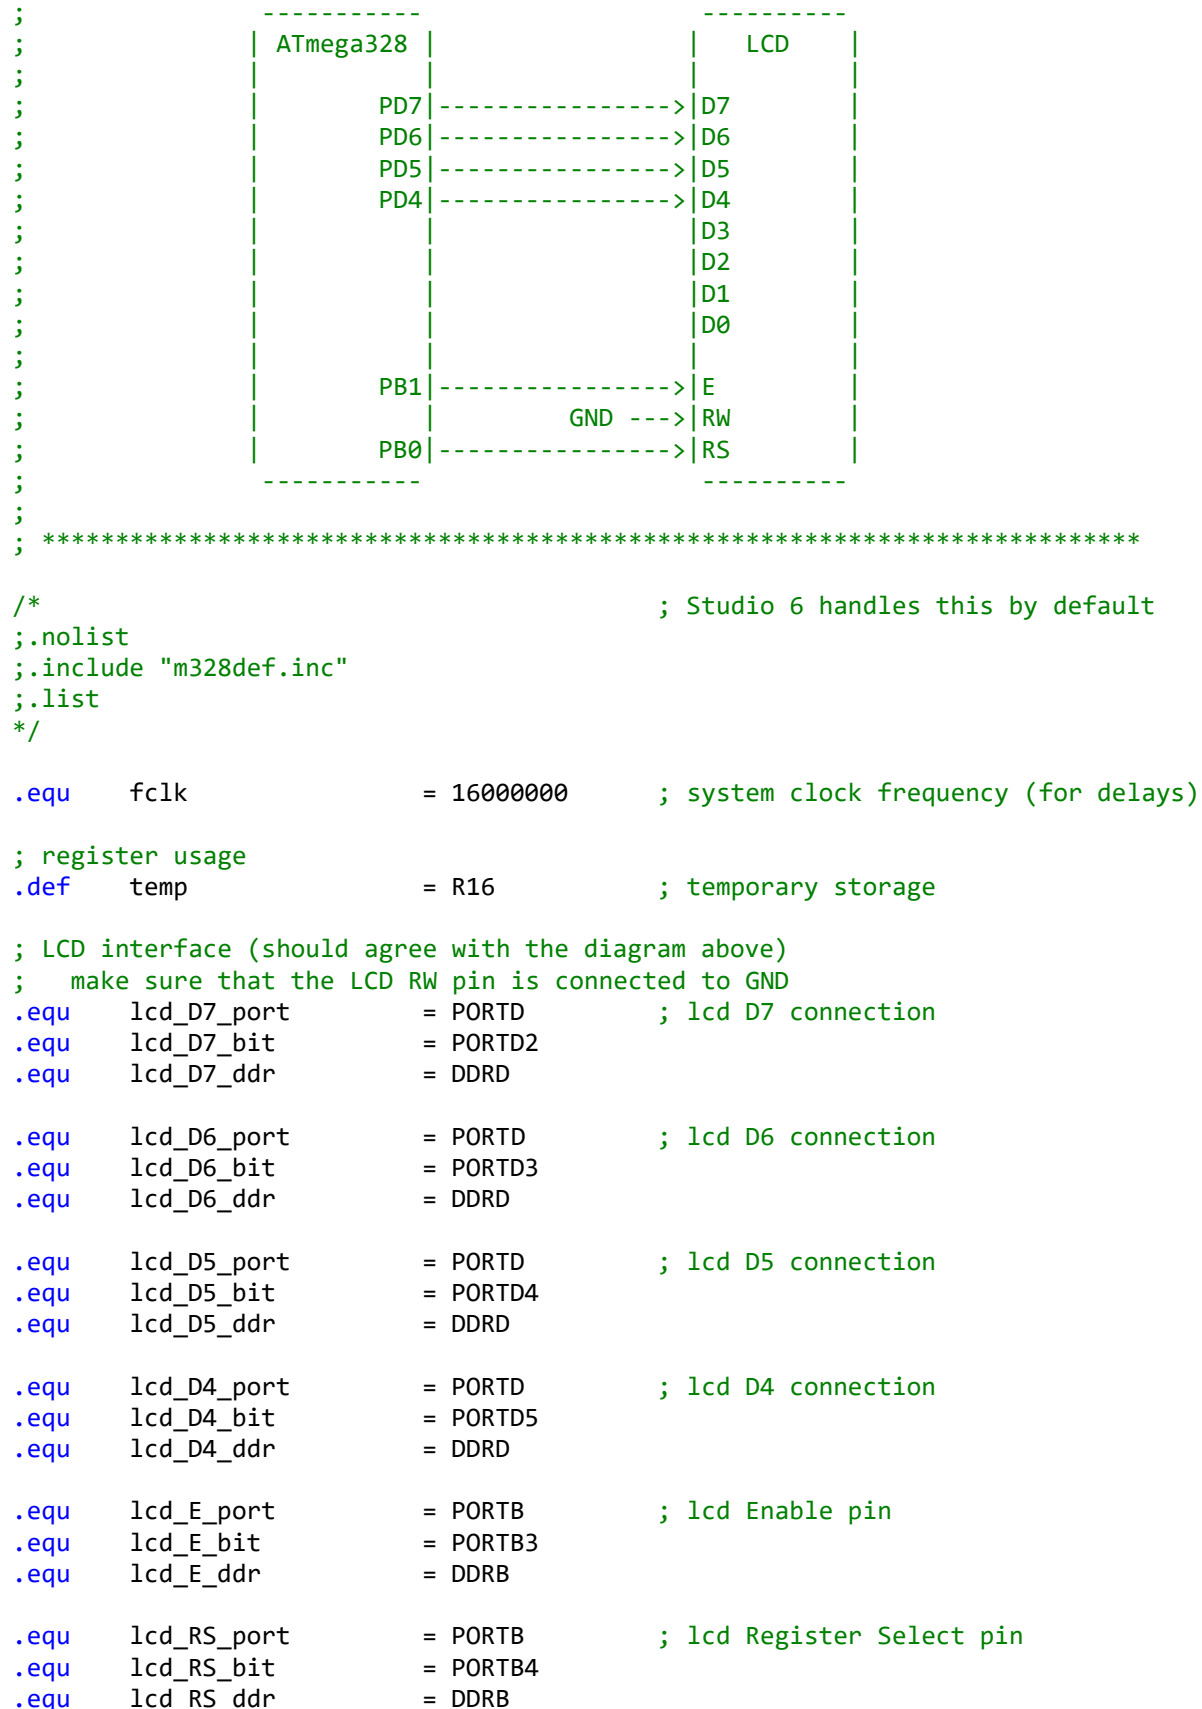 ;                 -----------                   ----------
;                | ATmega328 |                 |   LCD    |
;                |           |                 |          |
;                |        PD7|---------------->|D7        |
;                |        PD6|---------------->|D6        |
;                |        PD5|---------------->|D5        |
;                |        PD4|---------------->|D4        |
;                |           |                 |D3        |
;                |           |                 |D2        |
;                |           |                 |D1        |
;                |           |                 |D0        |
;                |           |                 |          |
;                |        PB1|---------------->|E         |
;                |           |         GND --->|RW        |
;                |        PB0|---------------->|RS        |
;                 -----------                   ----------
;
; ***************************************************************************
/*                                          ; Studio 6 handles this by default
;.nolist
;.include "m328def.inc"
;.list
*/
.equ    fclk                = 16000000      ; system clock frequency (for delays)
; register usage
.def    temp                = R16           ; temporary storage
; LCD interface (should agree with the diagram above)
;   make sure that the LCD RW pin is connected to GND
.equ    lcd_D7_port         = PORTD         ; lcd D7 connection
.equ    lcd_D7_bit          = PORTD2
.equ    lcd_D7_ddr          = DDRD
.equ    lcd_D6_port         = PORTD         ; lcd D6 connection
.equ    lcd_D6_bit          = PORTD3
.equ    lcd_D6_ddr          = DDRD
.equ    lcd_D5_port         = PORTD         ; lcd D5 connection
.equ    lcd_D5_bit          = PORTD4
.equ    lcd_D5_ddr          = DDRD
.equ    lcd_D4_port         = PORTD         ; lcd D4 connection
.equ    lcd_D4_bit          = PORTD5
.equ    lcd_D4_ddr          = DDRD
.equ    lcd_E_port          = PORTB         ; lcd Enable pin
.equ    lcd_E_bit           = PORTB3
.equ    lcd_E_ddr           = DDRB
.equ    lcd_RS_port         = PORTB         ; lcd Register Select pin
.equ    lcd_RS_bit          = PORTB4
.equ    lcd_RS_ddr          = DDRB